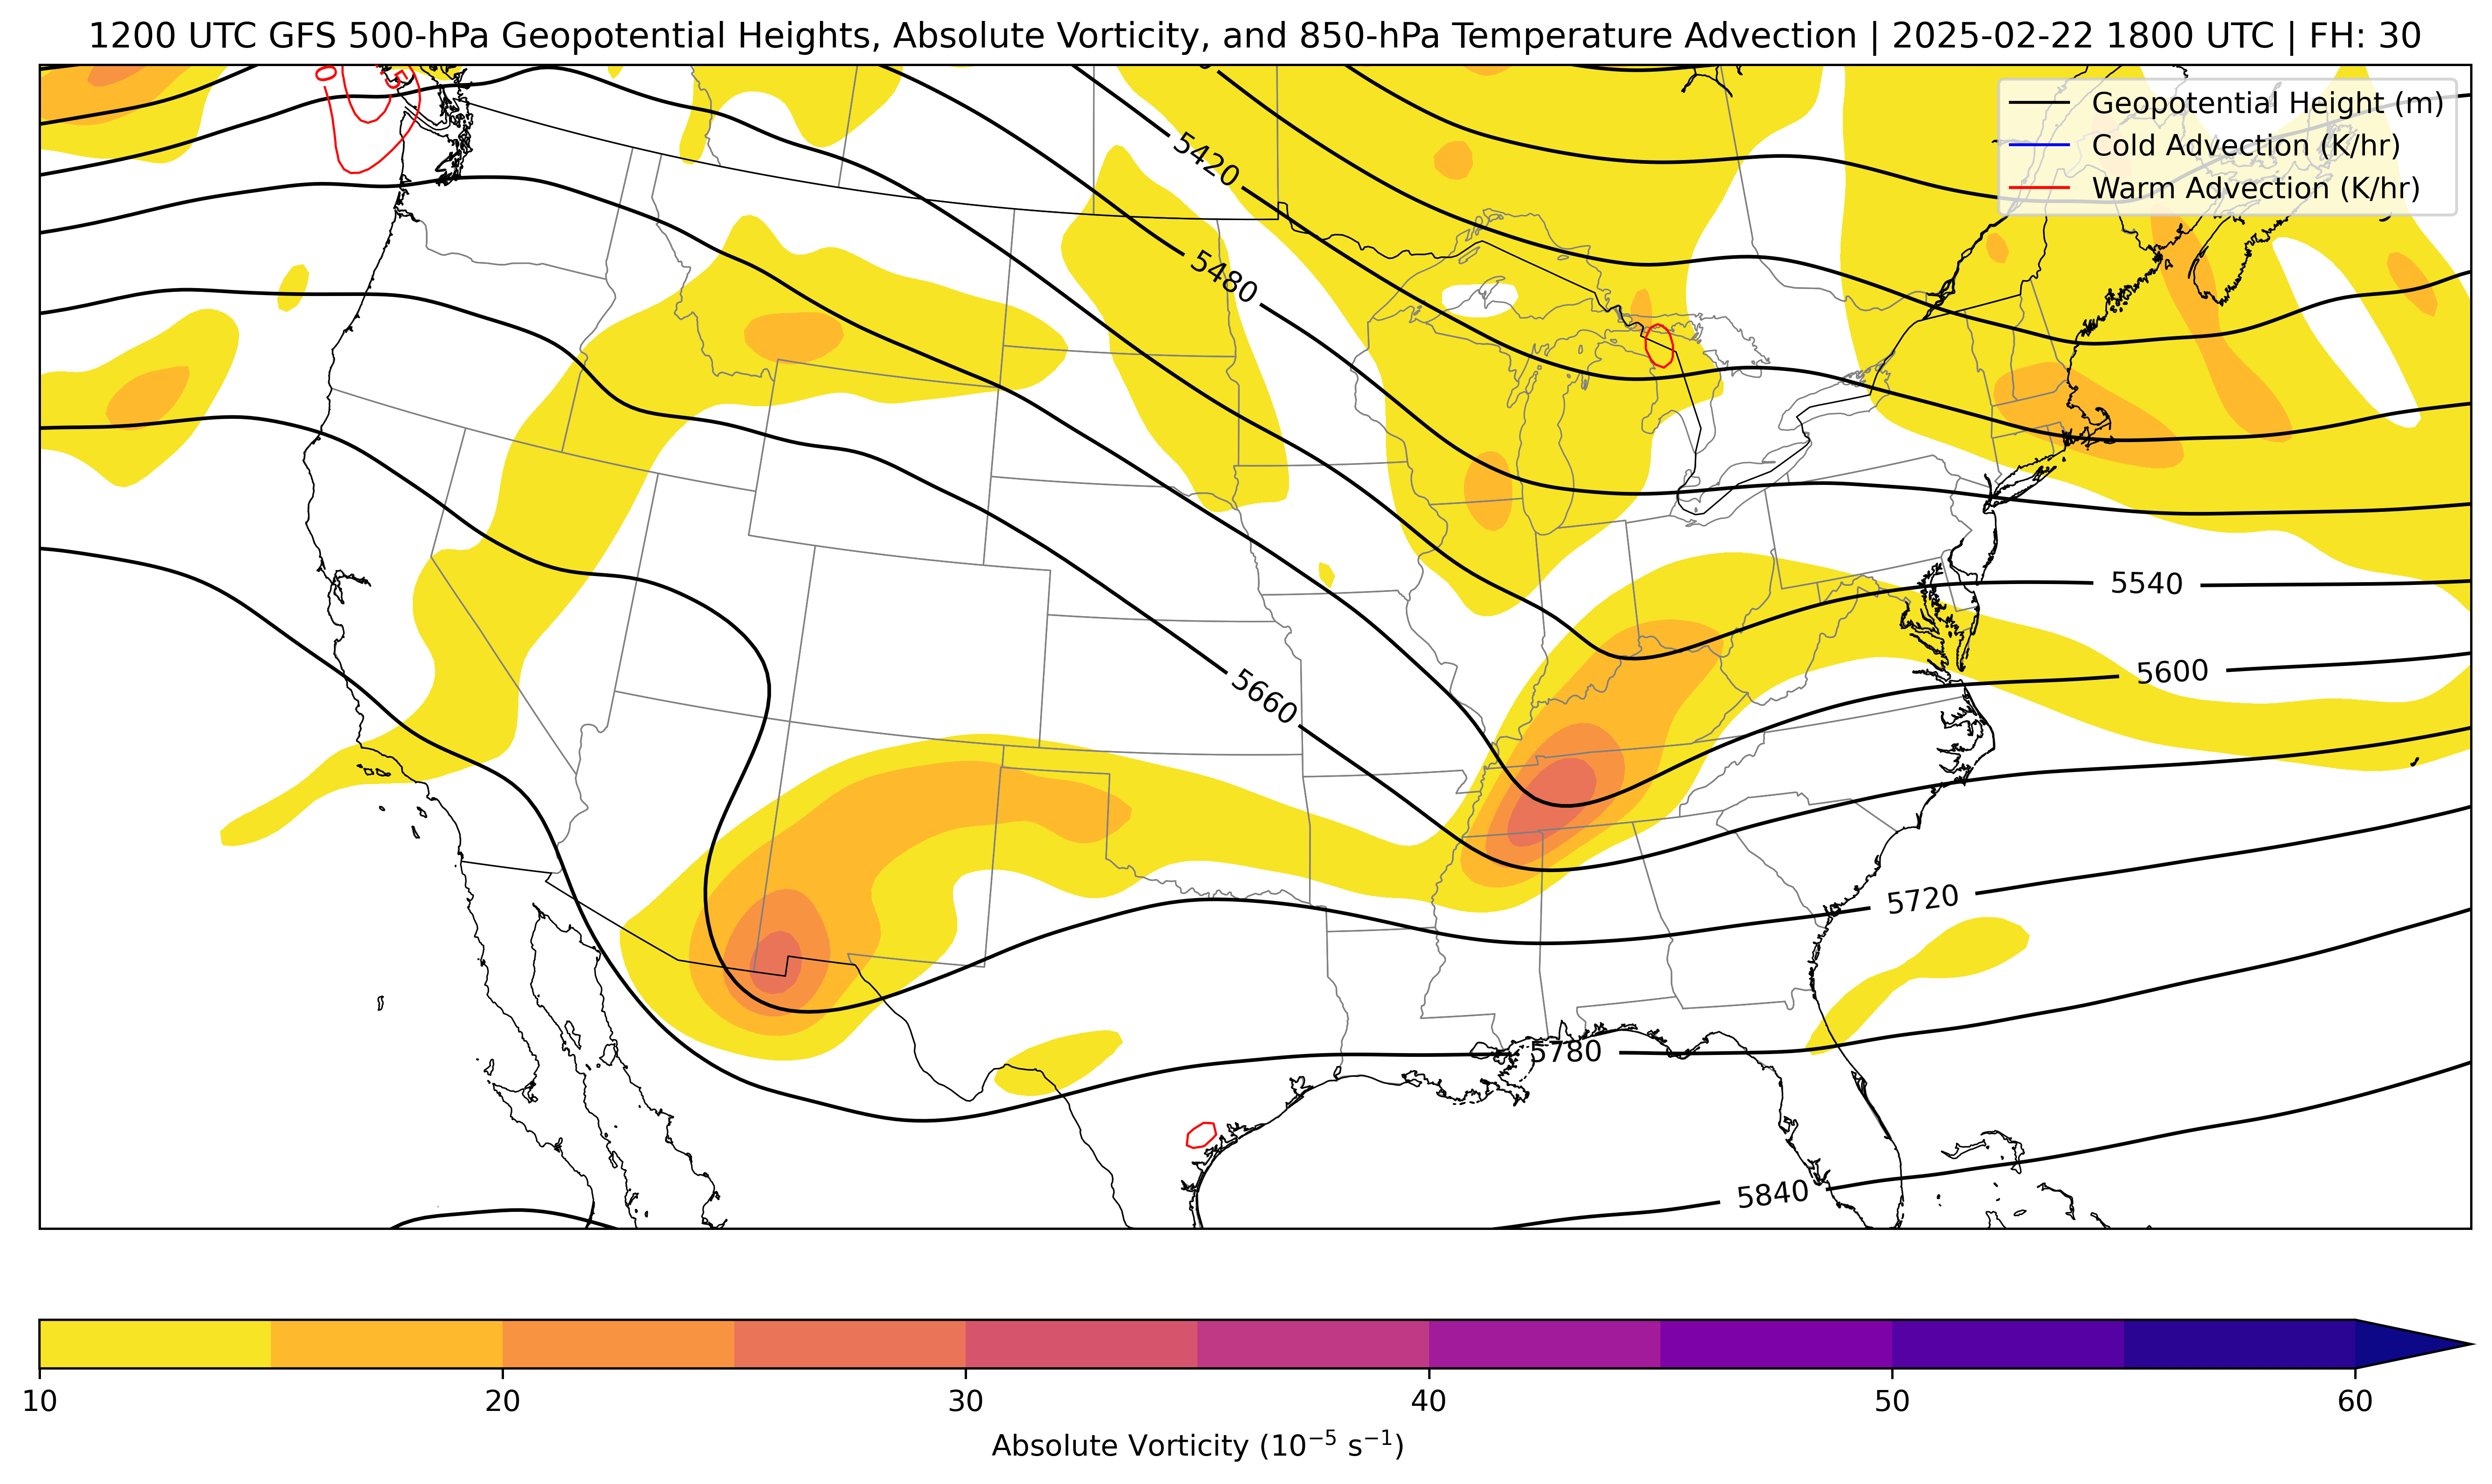 1200 UTC GFS 500-hPa Geopotential Heights, Absolute Vorticity, and 850-hPa Temperature Advection | 2025-02-22 1800 UTC | FH: 30
Geopotential Height (m)
Cold Advection (K/hr)
Warm Advection (K/hr)
0
5420
5480
5540
5600
5660
5720
5780
5840
10 20 30 40 50 60
Absolute Vorticity (10⁻⁵ s⁻¹)